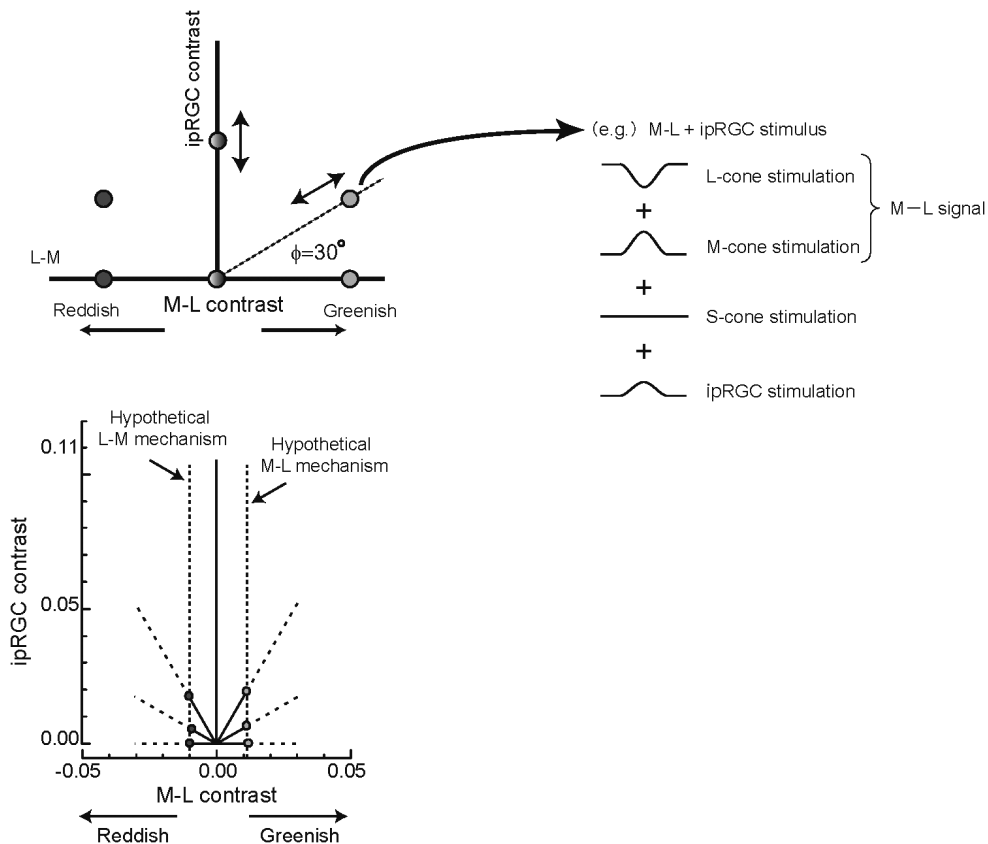 ipRGC contrast
L-M
ϕ=30°
M-L contrast
Reddish
Greenish
(e.g.) M-L + ipRGC stimulus
L-cone stimulation
+
M-cone stimulation
M—L signal
+
S-cone stimulation
+
ipRGC stimulation
Hypothetical
L-M mechanism
Hypothetical
M-L mechanism
ipRGC contrast
0.11
0.05
0.00
-0.05
0.00
0.05
M-L contrast
Reddish
Greenish